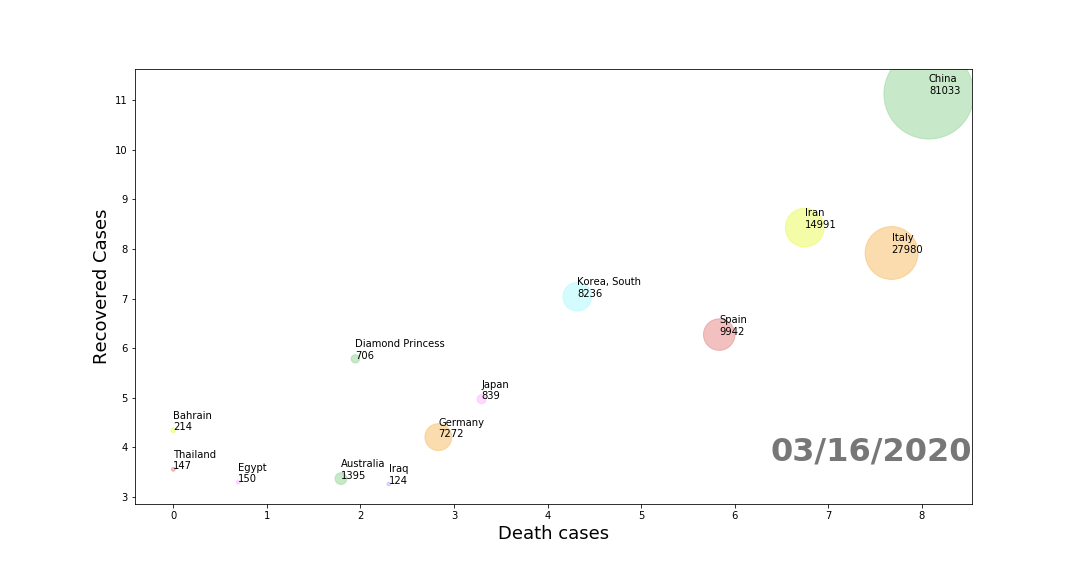 China
81033
11
10
9
Iran
14991
Italy
27980
8
Korea, South
8236
7
Spain
9942
6
Diamond Princess
706
Japan
839
5
Bahrain
214
Germany
7272
4
Thailand
147
Egypt
150
Australia
1395
Iraq
124
3
03/16/2020
Recovered Cases
0 1 2 3 4 5 6 7 8
Death cases